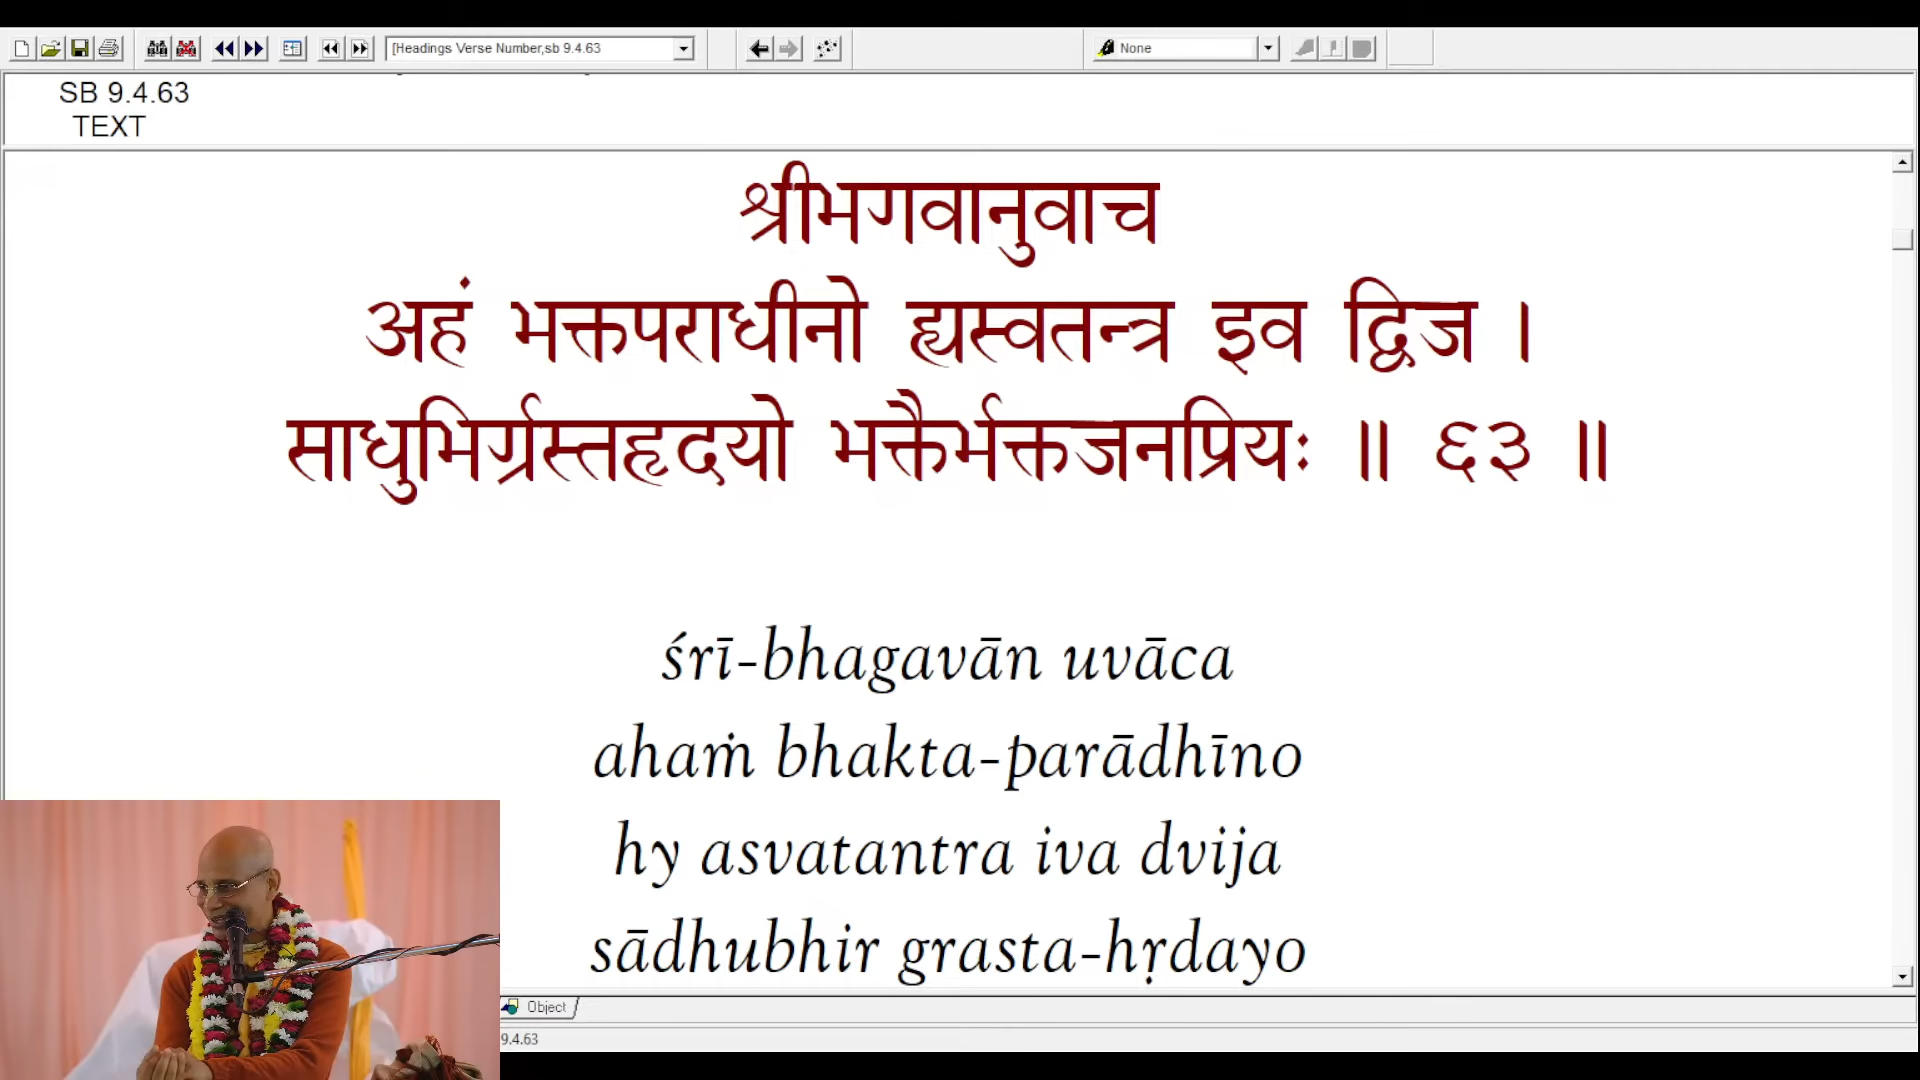 [Headings Verse Number,sb 9.4.63
None
SB 9.4.63
TEXT
श्रीभगवानुवाच
अहं भक्तपराधीनो ह्यस्वतन्त्र इव द्विज ।
साधुभिर्ग्रस्तहृदयो भक्तैर्भक्तजनप्रियः ॥ ६३ ॥
śrī-bhagavān uvāca
ahaṁ bhakta-parādhīno
hy asvatantra iva dvija
sādhubhir grasta-hṛdayo
Object
9.4.63